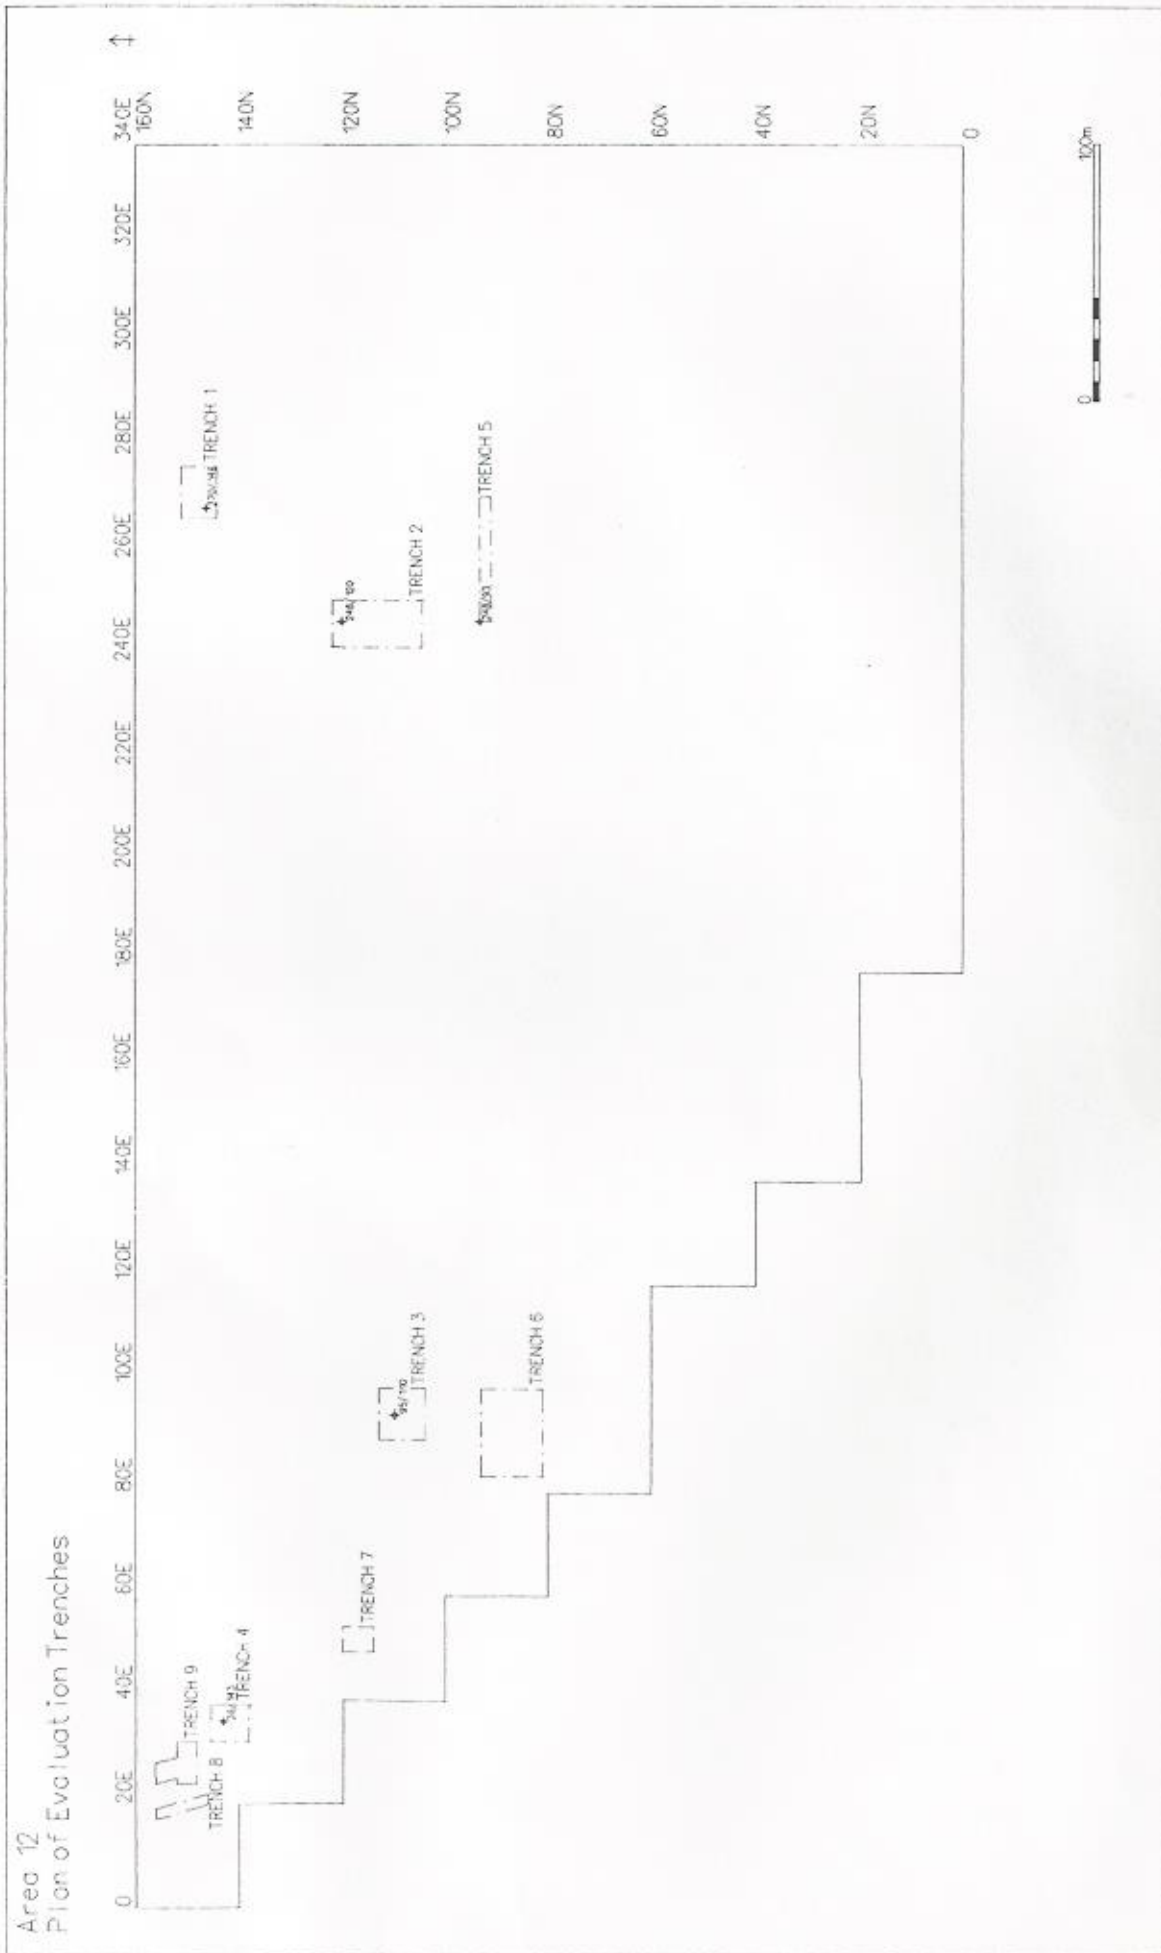 Area 12
Plan of Evaluation Trenches
0
20E
40E
60E
80E
100E
120E
140E
160E
180E
200E
220E
240E
260E
280E
300E
320E
340E
160N
140N
120N
100N
80N
60N
40N
20N
0
TRENCH 9
TRENCH 8
TRENCH 4
TRENCH 7
TRENCH 3
95/110
TRENCH 6
TRENCH 2
TRENCH 1
TRENCH 5
0
100m